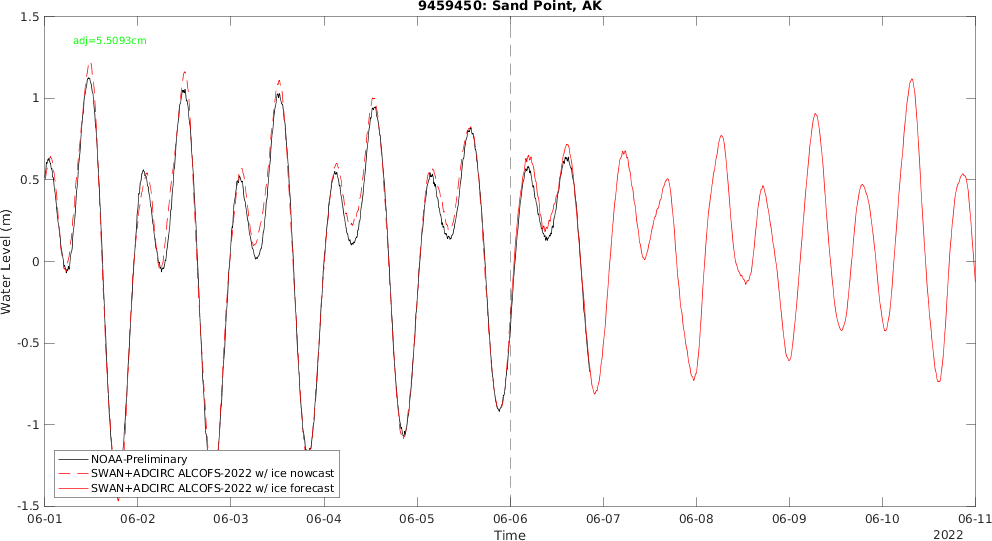 9459450: Sand Point, AK
adj=5.5093cm
1.5
1
0.5
0
-0.5
-1
-1.5
Water Level (m)
NOAA-Preliminary
SWAN+ADCIRC ALCOFS-2022 w/ ice nowcast
SWAN+ADCIRC ALCOFS-2022 w/ ice forecast
06-01 06-02 06-03 06-04 06-05 06-06 06-07 06-08 06-09 06-10 06-11
Time
2022